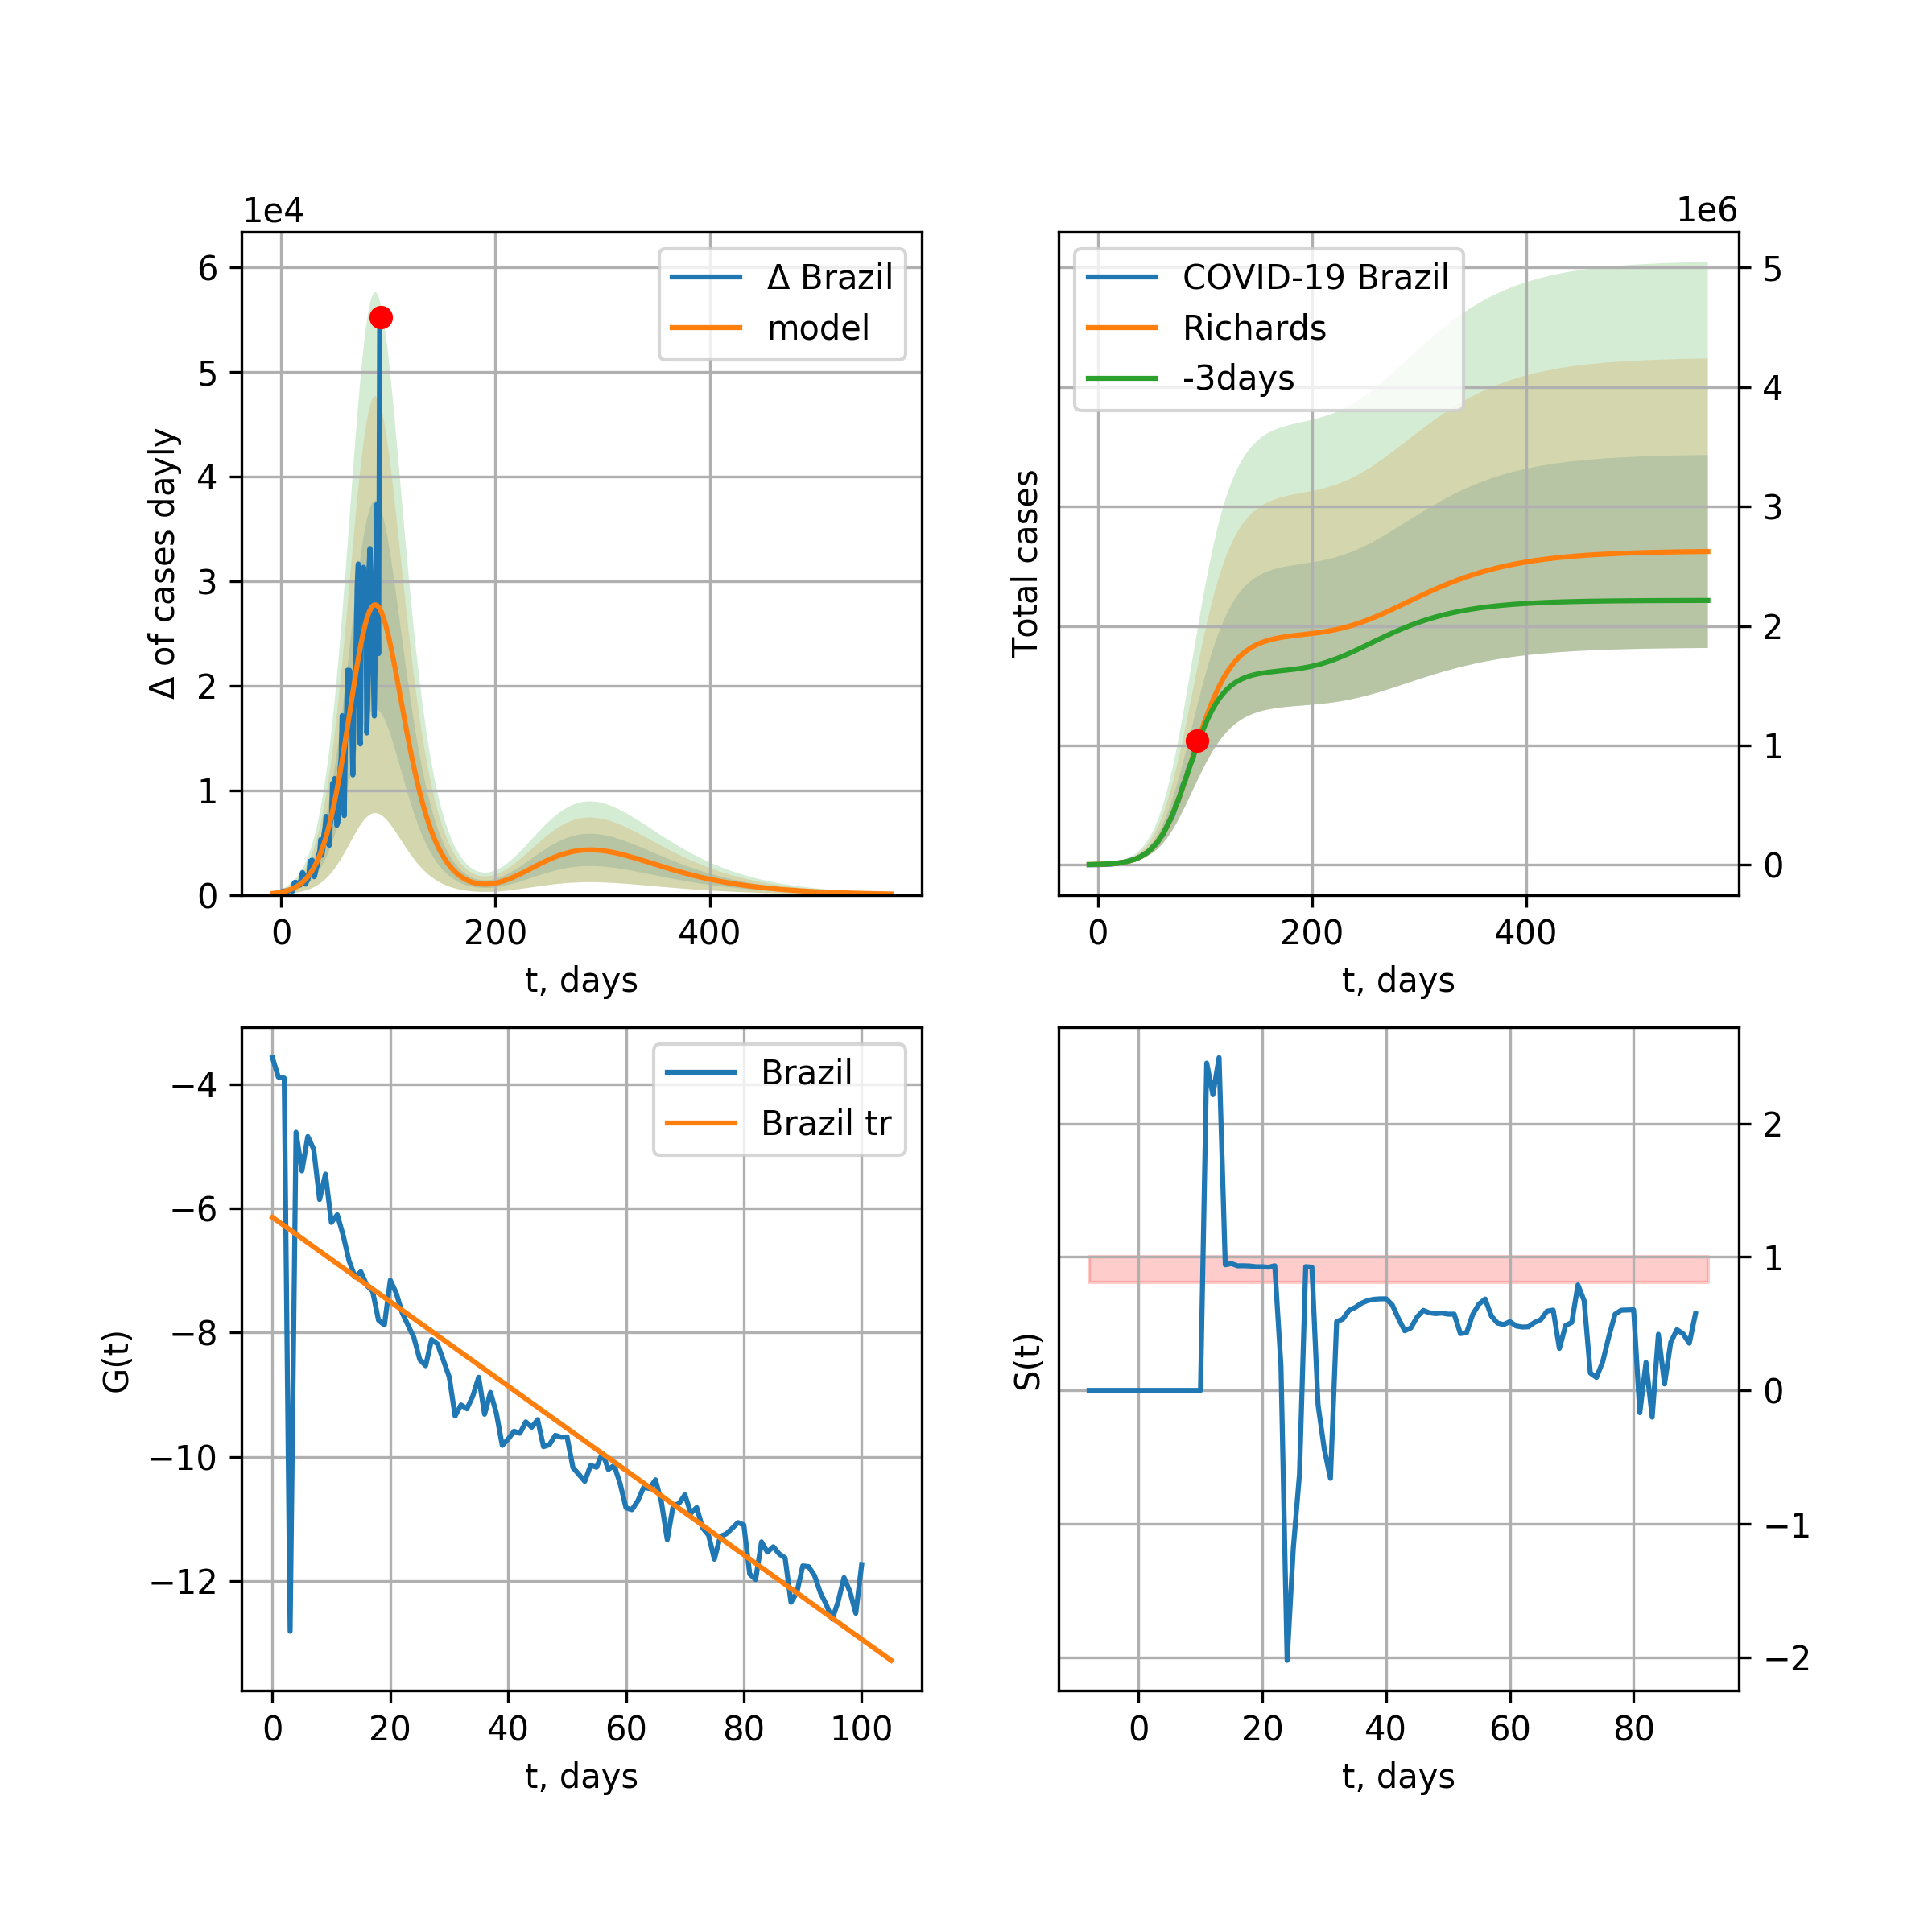 1e4
6
5
4
3
2
1
0
Δ of cases dayly
Δ Brazil
model
0 200 400
t, days
1e6
COVID-19 Brazil
Richards
-3days
Total cases
5
4
3
2
1
0
0 200 400
t, days
−4
−6
−8
−10
−12
G(t)
Brazil
Brazil tr
0 20 40 60 80 100
t, days
S(t)
2
1
0
−1
−2
0 20 40 60 80
t, days